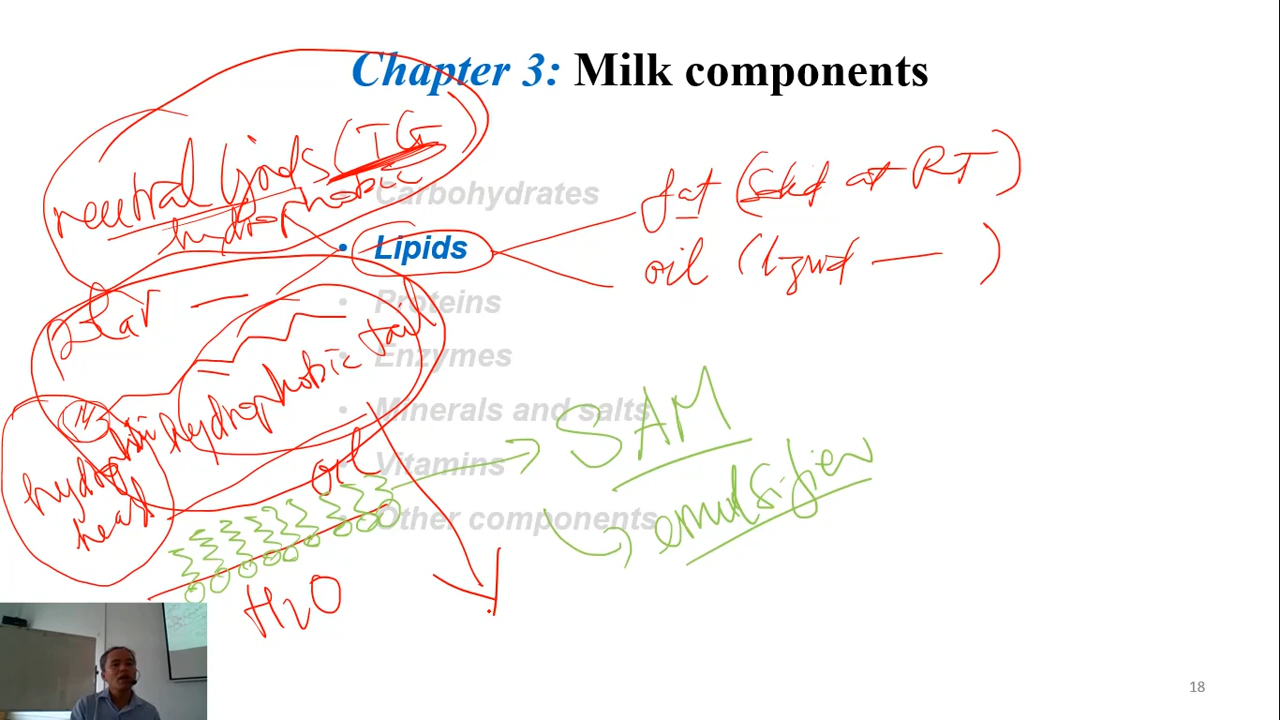 Chapter 3: Milk components
neutral lipids (TG
hydrophobic
Carbohydrates
fat (solid at RT)
• Lipids
oil (liquid — )
polar —
• Proteins
hydrophobic tail
• Enzymes
• Minerals and salts
SAM
hydrophilic
head
oil
• Vitamins
emulsifier
• Other components
H2O
18